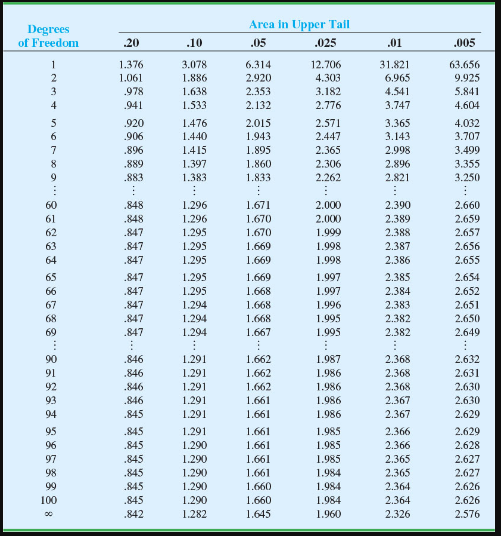 Degrees of Freedom Area in Upper Tail
.20 .10 .05 .025 .01 .005
1 1.376 3.078 6.314 12.706 31.821 63.656
2 1.061 1.886 2.920 4.303 6.965 9.925
3 .978 1.638 2.353 3.182 4.541 5.841
4 .941 1.533 2.132 2.776 3.747 4.604
5 .920 1.476 2.015 2.571 3.365 4.032
6 .906 1.440 1.943 2.447 3.143 3.707
7 .896 1.415 1.895 2.365 2.998 3.499
8 .889 1.397 1.860 2.306 2.896 3.355
9 .883 1.383 1.833 2.262 2.821 3.250
⋮ ⋮ ⋮ ⋮ ⋮ ⋮ ⋮
60 .848 1.296 1.671 2.000 2.390 2.660
61 .848 1.296 1.670 2.000 2.389 2.659
62 .847 1.295 1.670 1.999 2.388 2.657
63 .847 1.295 1.669 1.998 2.387 2.656
64 .847 1.295 1.669 1.998 2.386 2.655
65 .847 1.295 1.669 1.997 2.385 2.654
66 .847 1.295 1.668 1.997 2.384 2.652
67 .847 1.294 1.668 1.996 2.383 2.651
68 .847 1.294 1.668 1.995 2.382 2.650
69 .847 1.294 1.667 1.995 2.382 2.649
⋮ ⋮ ⋮ ⋮ ⋮ ⋮ ⋮
90 .846 1.291 1.662 1.987 2.368 2.632
91 .846 1.291 1.662 1.986 2.368 2.631
92 .846 1.291 1.662 1.986 2.368 2.630
93 .846 1.291 1.661 1.986 2.367 2.630
94 .845 1.291 1.661 1.986 2.367 2.629
95 .845 1.291 1.661 1.985 2.366 2.629
96 .845 1.290 1.661 1.985 2.366 2.628
97 .845 1.290 1.661 1.985 2.365 2.627
98 .845 1.290 1.661 1.984 2.365 2.627
99 .845 1.290 1.660 1.984 2.364 2.626
100 .845 1.290 1.660 1.984 2.364 2.626
∞ .842 1.282 1.645 1.960 2.326 2.576